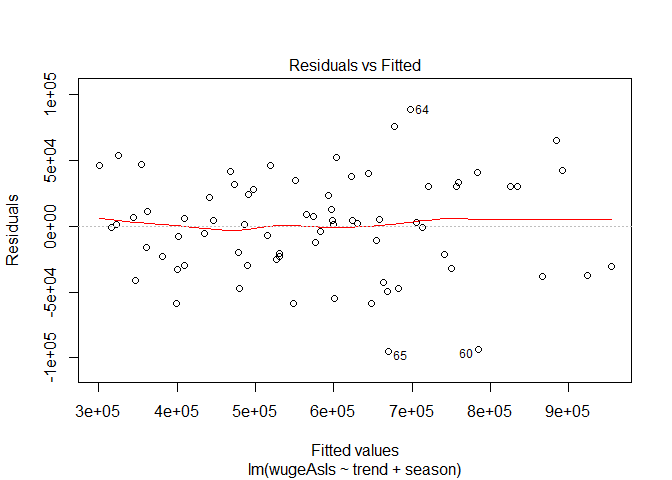 Residuals vs Fitted
1e+05
5e+04
0e+00
-5e+04
-1e+05
Residuals
64
65
60
3e+05 4e+05 5e+05 6e+05 7e+05 8e+05 9e+05
Fitted values
lm(wugeAsIs ~ trend + season)